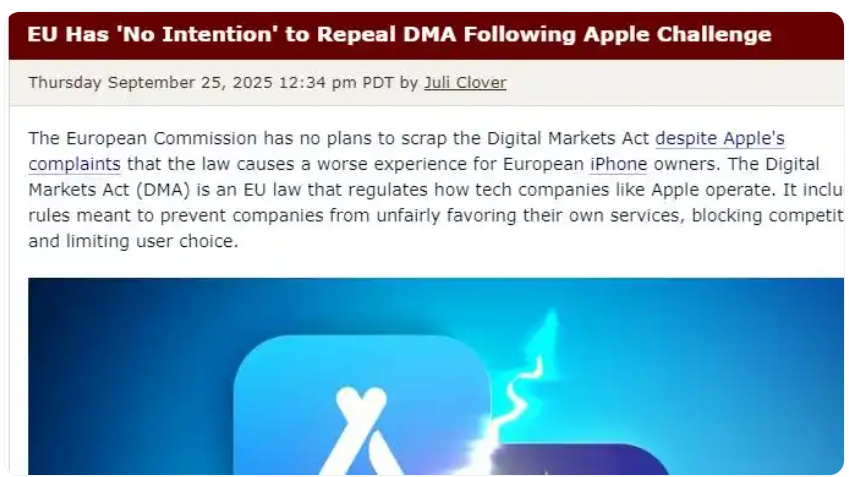 EU Has 'No Intention' to Repeal DMA Following Apple Challenge
Thursday September 25, 2025 12:34 pm PDT by Juli Clover
The European Commission has no plans to scrap the Digital Markets Act despite Apple's
complaints that the law causes a worse experience for European iPhone owners. The Digital
Markets Act (DMA) is an EU law that regulates how tech companies like Apple operate. It
rules meant to prevent companies from unfairly favoring their own services, blocking
and limiting user choice.